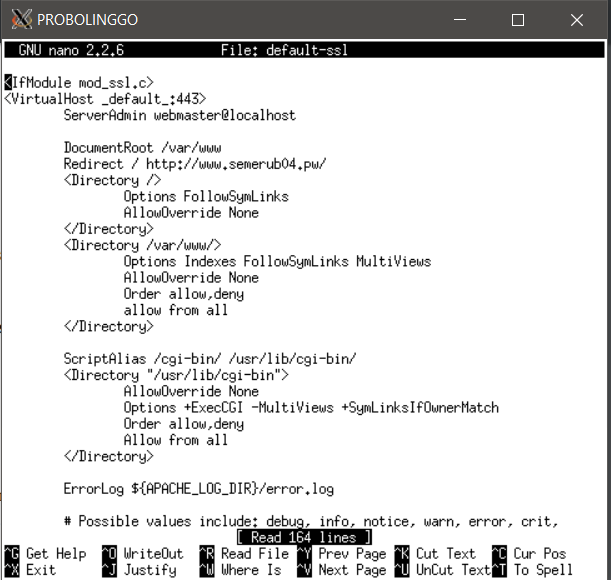 PROBOLINGGO
GNU nano 2.2.6 File: default-ssl
<IfModule mod_ssl.c>
<VirtualHost _default_:443>
ServerAdmin webmaster@localhost
DocumentRoot /var/www
Redirect / http://www.semerub04.pw/
<Directory />
Options FollowSymLinks
AllowOverride None
</Directory>
<Directory /var/www/>
Options Indexes FollowSymLinks MultiViews
AllowOverride None
Order allow,deny
allow from all
</Directory>
ScriptAlias /cgi-bin/ /usr/lib/cgi-bin/
<Directory "/usr/lib/cgi-bin">
AllowOverride None
Options +ExecCGI -MultiViews +SymLinksIfOwnerMatch
Order allow,deny
Allow from all
</Directory>
ErrorLog ${APACHE_LOG_DIR}/error.log
# Possible values include: debug, info, notice, warn, error, crit,
[ Read 164 lines ]
^G Get Help ^O WriteOut ^R Read File ^Y Prev Page ^K Cut Text ^C Cur Pos
^X Exit ^J Justify ^W Where Is ^V Next Page ^U UnCut Text ^T To Spell